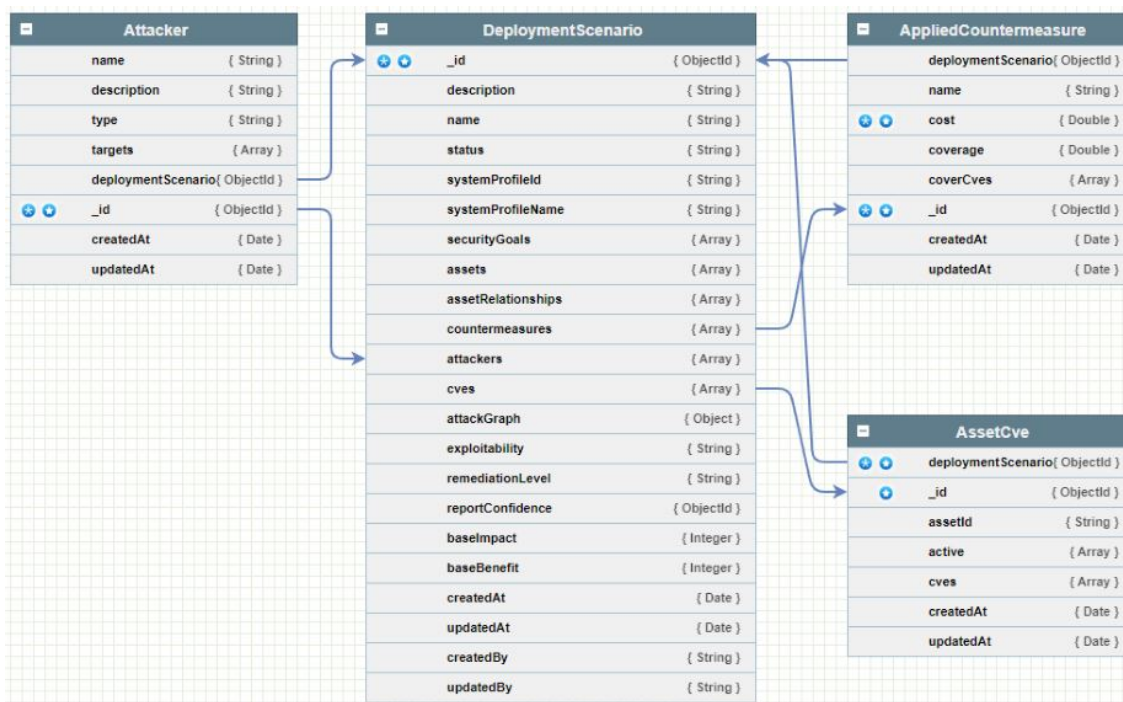 Attacker
name { String }
description { String }
type { String }
targets { Array }
deploymentScenario{ ObjectId }
_id { ObjectId }
createdAt { Date }
updatedAt { Date }
DeploymentScenario
_id { ObjectId }
description { String }
name { String }
status { String }
systemProfileId { String }
systemProfileName { String }
securityGoals { Array }
assets { Array }
assetRelationships { Array }
countermeasures { Array }
attackers { Array }
cves { Array }
attackGraph { Object }
exploitability { String }
remediationLevel { String }
reportConfidence { ObjectId }
baseImpact { Integer }
baseBenefit { Integer }
createdAt { Date }
updatedAt { Date }
createdBy { String }
updatedBy { String }
AppliedCountermeasure
deploymentScenario{ ObjectId }
name { String }
cost { Double }
coverage { Double }
coverCves { Array }
_id { ObjectId }
createdAt { Date }
updatedAt { Date }
AssetCve
deploymentScenario{ ObjectId }
_id { ObjectId }
assetId { String }
active { Array }
cves { Array }
createdAt { Date }
updatedAt { Date }